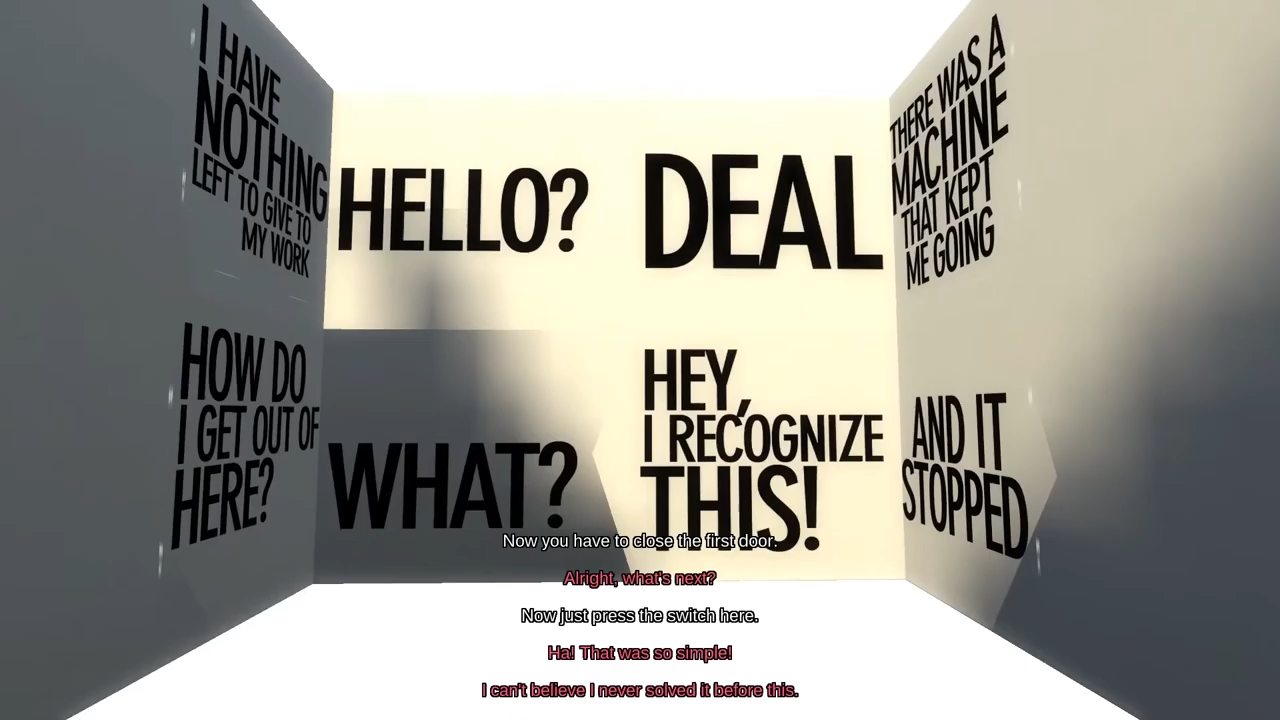 I HAVE
NOTHING
LEFT TO GIVE TO
MY WORK
HOW DO
I GET OUT OF
HERE?
HELLO?
WHAT?
DEAL
HEY,
I RECOGNIZE
THIS!
THERE WAS A
MACHINE
THAT KEPT
ME GOING
AND IT
STOPPED
Now you have to close the first door.
Alright, what's next?
Now just press the switch here.
Ha! That was so simple!
I can't believe I never solved it before this.